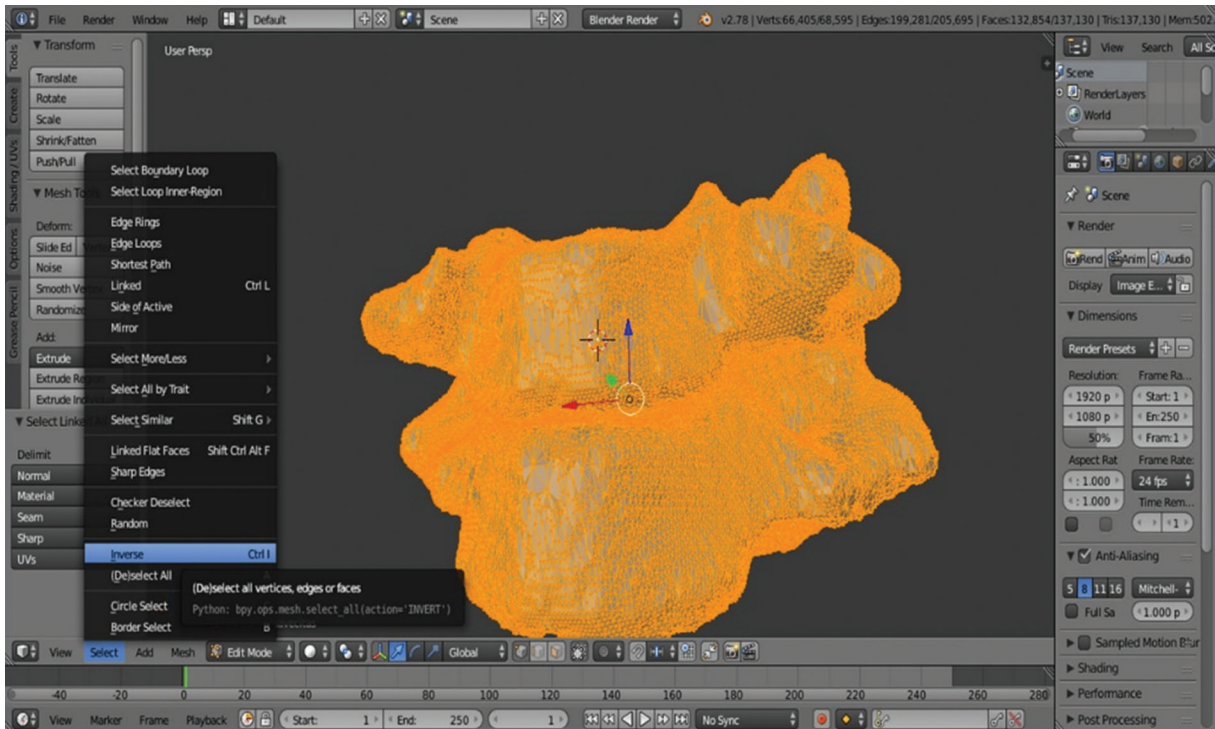 File Render Window Help Default Scene Blender Render v2.78 | Verts:66,405/68,595 | Edges:199,281/205,695 | Faces:132,854/137,130 | Tris:137,130 | Mem:502.
Tools
Create
Shading / UVs
Options
Grease Pencil
Transform
Translate
Rotate
Scale
Shrink/Fatten
Push/Pull
Mesh To
Deform:
Slide Ed
Noise
Smooth Ve
Randomize
Add:
Extrude
Extrude Region
Extrude Individual
Select Linke
Delimit
Normal
Material
Seam
Sharp
UVs
User Persp
Select Boundary Loop
Select Loop Inner-Region
Edge Rings
Edge Loops
Shortest Path
Linked Ctrl L
Side of Active
Mirror
Select More/Less
Select All by Trait
Select Similar Shift G
Linked Flat Faces Shift Ctrl Alt F
Sharp Edges
Checker Deselect
Random
Inverse Ctrl I
(De)select All
Circle Select
Border Select B
(De)select all vertices, edges or faces
Python: bpy.ops.mesh.select_all(action='INVERT')
View Select Add Mesh Edit Mode Global
-40 -20 0 20 40 60 80 100 120 140 160 180 200 220 240 260 280
View Marker Frame Playback Start: 1 End: 250 1 No Sync
View Search All Sc
Scene
RenderLayers
World
Scene
Render
Rend Anim Audio
Display Image E...
Dimensions
Render Presets
Resolution: Frame Ra...
1920 p Start: 1
1080 p En:250
50% Fram:1
Aspect Rat Frame Rate:
: 1.000 24 fps
: 1.000 Time Rem...
1
Anti-Aliasing
5 8 11 16 Mitchell-
Full Sa 1.000 p
Sampled Motion Blur
Shading
Performance
Post Processing